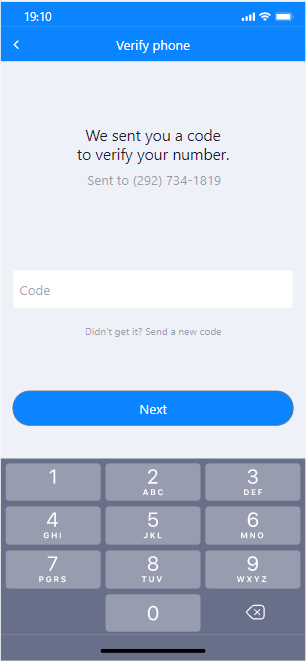 19:10
Verify phone
We sent you a code
to verify your number.
Sent to (292) 734-1819
Code
Didn't get it? Send a new code
Next
1 2 3
ABC DEF
4 5 6
GHI JKL MNO
7 8 9
PGRS TUV WXYZ
0